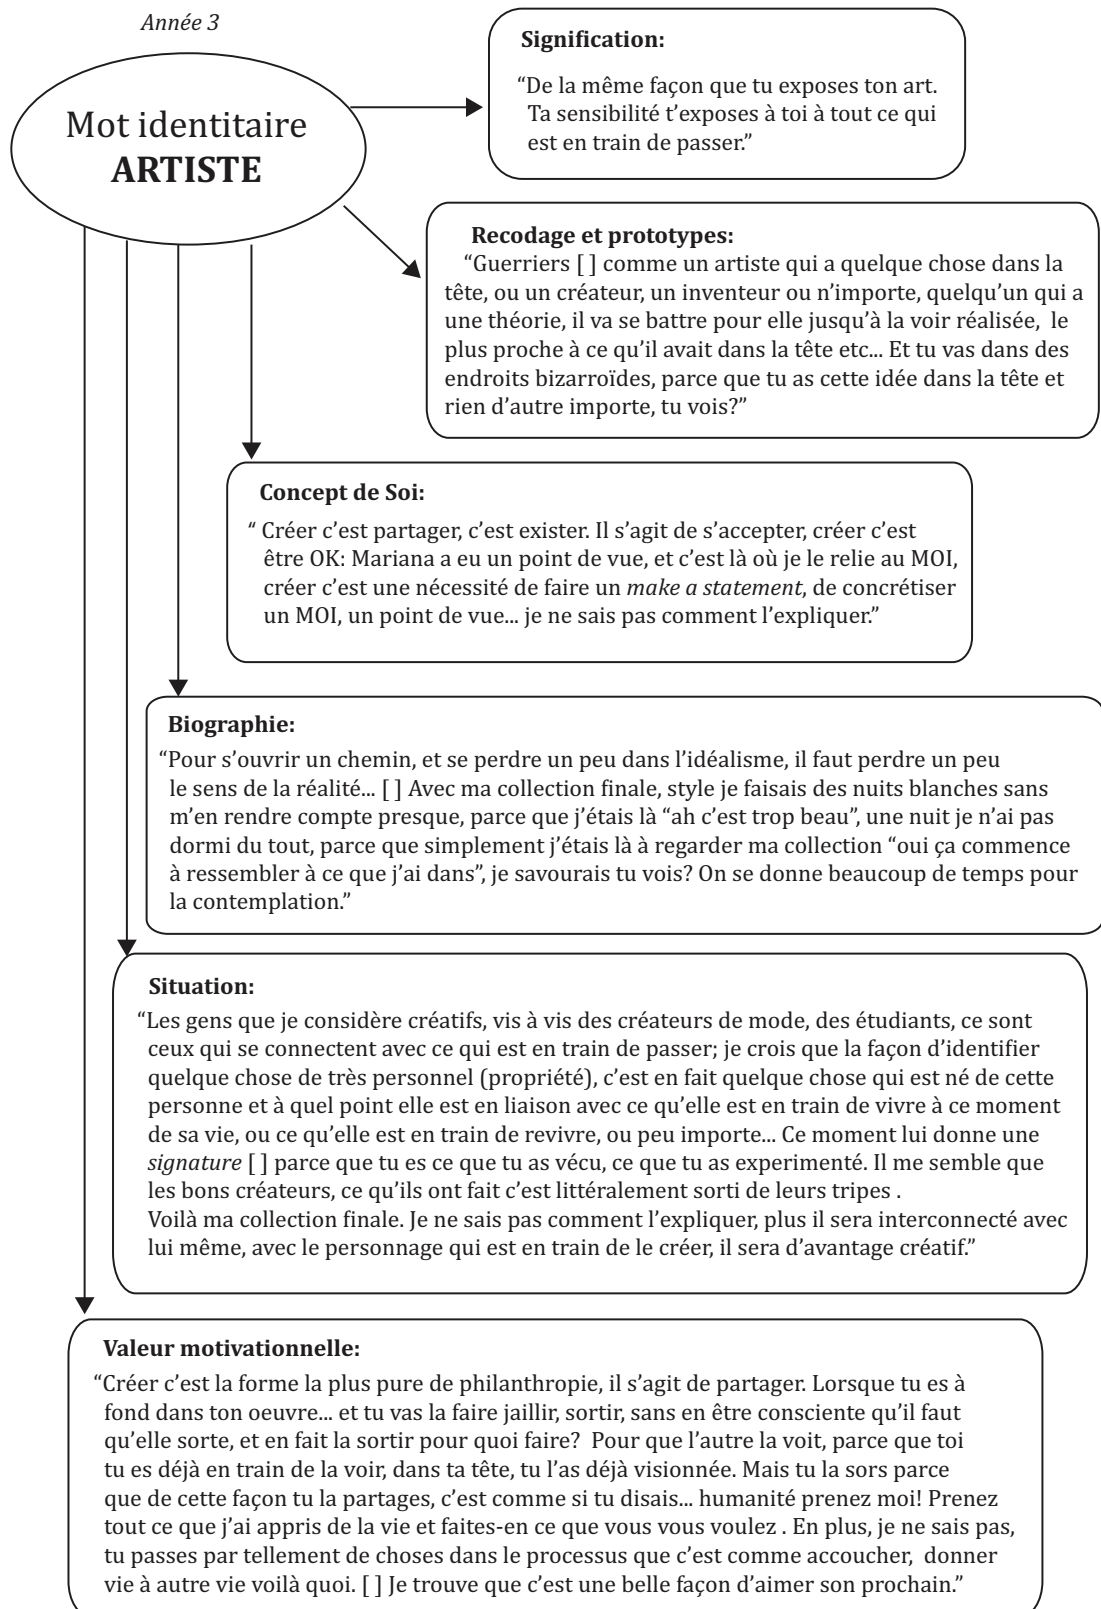 Année 3
Mot identitaire
ARTISTE
Signification:
“De la même façon que tu exposes ton art.
Ta sensibilité t’exposes à toi à tout ce qui
est en train de passer.”
Recodage et prototypes:
“Guerriers [ ] comme un artiste qui a quelque chose dans la
tête, ou un créateur, un inventeur ou n’importe, quelqu’un qui a
une théorie, il va se battre pour elle jusqu’à la voir réalisée, le
plus proche à ce qu’il avait dans la tête etc... Et tu vas dans des
endroits bizarroïdes, parce que tu as cette idée dans la tête et
rien d’autre importe, tu vois?”
Concept de Soi:
“ Créer c’est partager, c’est exister. Il s’agit de s’accepter, créer c’est
être OK: Mariana a eu un point de vue, et c’est là où je le relie au MOI,
créer c’est une nécessité de faire un make a statement, de concrétiser
un MOI, un point de vue... je ne sais pas comment l’expliquer.”
Biographie:
“Pour s’ouvrir un chemin, et se perdre un peu dans l’idéalisme, il faut perdre un peu
le sens de la réalité... [ ] Avec ma collection finale, style je faisais des nuits blanches sans
m’en rendre compte presque, parce que j’étais là “ah c’est trop beau”, une nuit je n’ai pas
dormi du tout, parce que simplement j’étais là à regarder ma collection “oui ça commence
à ressembler à ce que j’ai dans”, je savourais tu vois? On se donne beaucoup de temps pour
la contemplation.”
Situation:
“Les gens que je considère créatifs, vis à vis des créateurs de mode, des étudiants, ce sont
ceux qui se connectent avec ce qui est en train de passer; je crois que la façon d’identifier
quelque chose de très personnel (propriété), c’est en fait quelque chose qui est né de cette
personne et à quel point elle est en liaison avec ce qu’elle est en train de vivre à ce moment
de sa vie, ou ce qu’elle est en train de revivre, ou peu importe... Ce moment lui donne une
signature [ ] parce que tu es ce que tu as vécu, ce que tu as experimenté. Il me semble que
les bons créateurs, ce qu’ils ont fait c’est littéralement sorti de leurs tripes .
Voilà ma collection finale. Je ne sais pas comment l’expliquer, plus il sera interconnecté avec
lui même, avec le personnage qui est en train de le créer, il sera d’avantage créatif.”
Valeur motivationnelle:
“Créer c’est la forme la plus pure de philanthropie, il s’agit de partager. Lorsque tu es à
fond dans ton oeuvre... et tu vas la faire jaillir, sortir, sans en être consciente qu’il faut
qu’elle sorte, et en fait la sortir pour quoi faire? Pour que l’autre la voit, parce que toi
tu es déjà en train de la voir, dans ta tête, tu l’as déjà visionnée. Mais tu la sors parce
que de cette façon tu la partages, c’est comme si tu disais... humanité prenez moi! Prenez
tout ce que j’ai appris de la vie et faites-en ce que vous vous voulez . En plus, je ne sais pas,
tu passes par tellement de choses dans le processus que c’est comme accoucher, donner
vie à autre vie voilà quoi. [ ] Je trouve que c’est une belle façon d’aimer son prochain.”